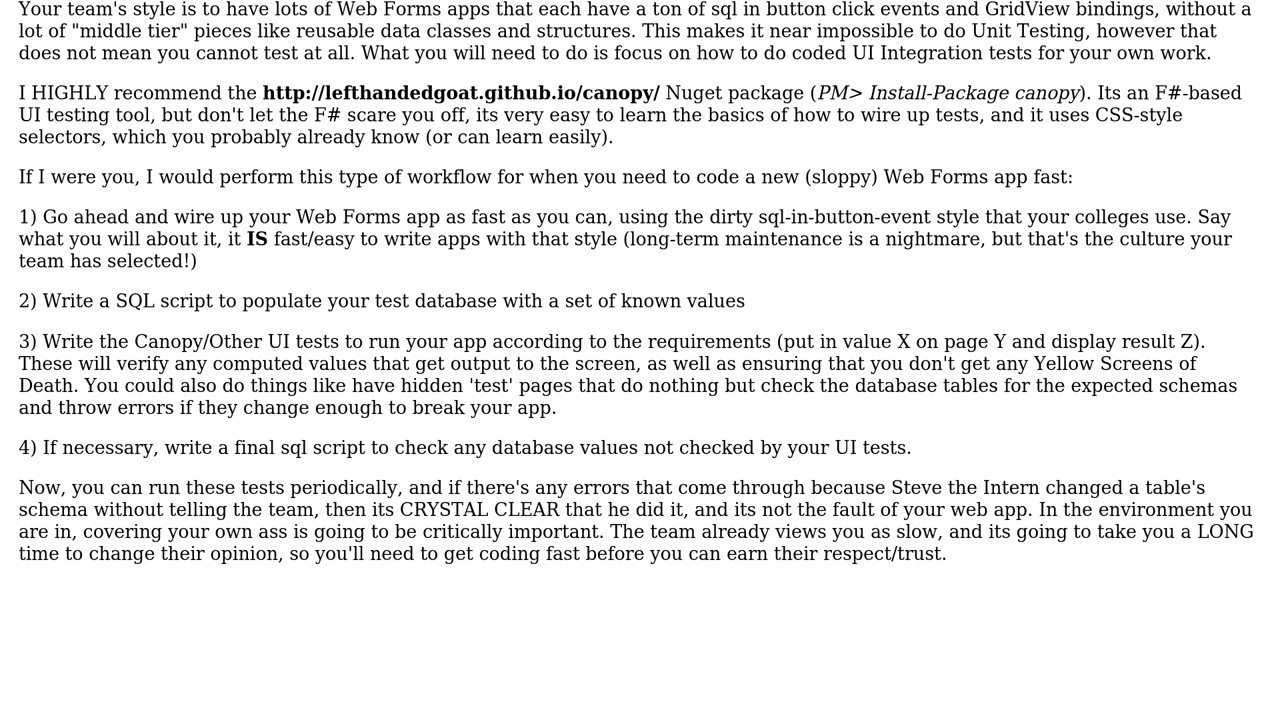 Your team's style is to have lots of Web Forms apps that each have a ton of sql in button click events and GridView bindings, without a
lot of "middle tier" pieces like reusable data classes and structures. This makes it near impossible to do Unit Testing, however that
does not mean you cannot test at all. What you will need to do is focus on how to do coded UI Integration tests for your own work.
I HIGHLY recommend the http://lefthandedgoat.github.io/canopy/ Nuget package (PM> Install-Package canopy). Its an F#-based
UI testing tool, but don't let the F# scare you off, its very easy to learn the basics of how to wire up tests, and it uses CSS-style
selectors, which you probably already know (or can learn easily).
If I were you, I would perform this type of workflow for when you need to code a new (sloppy) Web Forms app fast:
1) Go ahead and wire up your Web Forms app as fast as you can, using the dirty sql-in-button-event style that your colleges use. Say
what you will about it, it IS fast/easy to write apps with that style (long-term maintenance is a nightmare, but that's the culture your
team has selected!)
2) Write a SQL script to populate your test database with a set of known values
3) Write the Canopy/Other UI tests to run your app according to the requirements (put in value X on page Y and display result Z).
These will verify any computed values that get output to the screen, as well as ensuring that you don't get any Yellow Screens of
Death. You could also do things like have hidden 'test' pages that do nothing but check the database tables for the expected schemas
and throw errors if they change enough to break your app.
4) If necessary, write a final sql script to check any database values not checked by your UI tests.
Now, you can run these tests periodically, and if there's any errors that come through because Steve the Intern changed a table's
schema without telling the team, then its CRYSTAL CLEAR that he did it, and its not the fault of your web app. In the environment you
are in, covering your own ass is going to be critically important. The team already views you as slow, and its going to take you a LONG
time to change their opinion, so you'll need to get coding fast before you can earn their respect/trust.